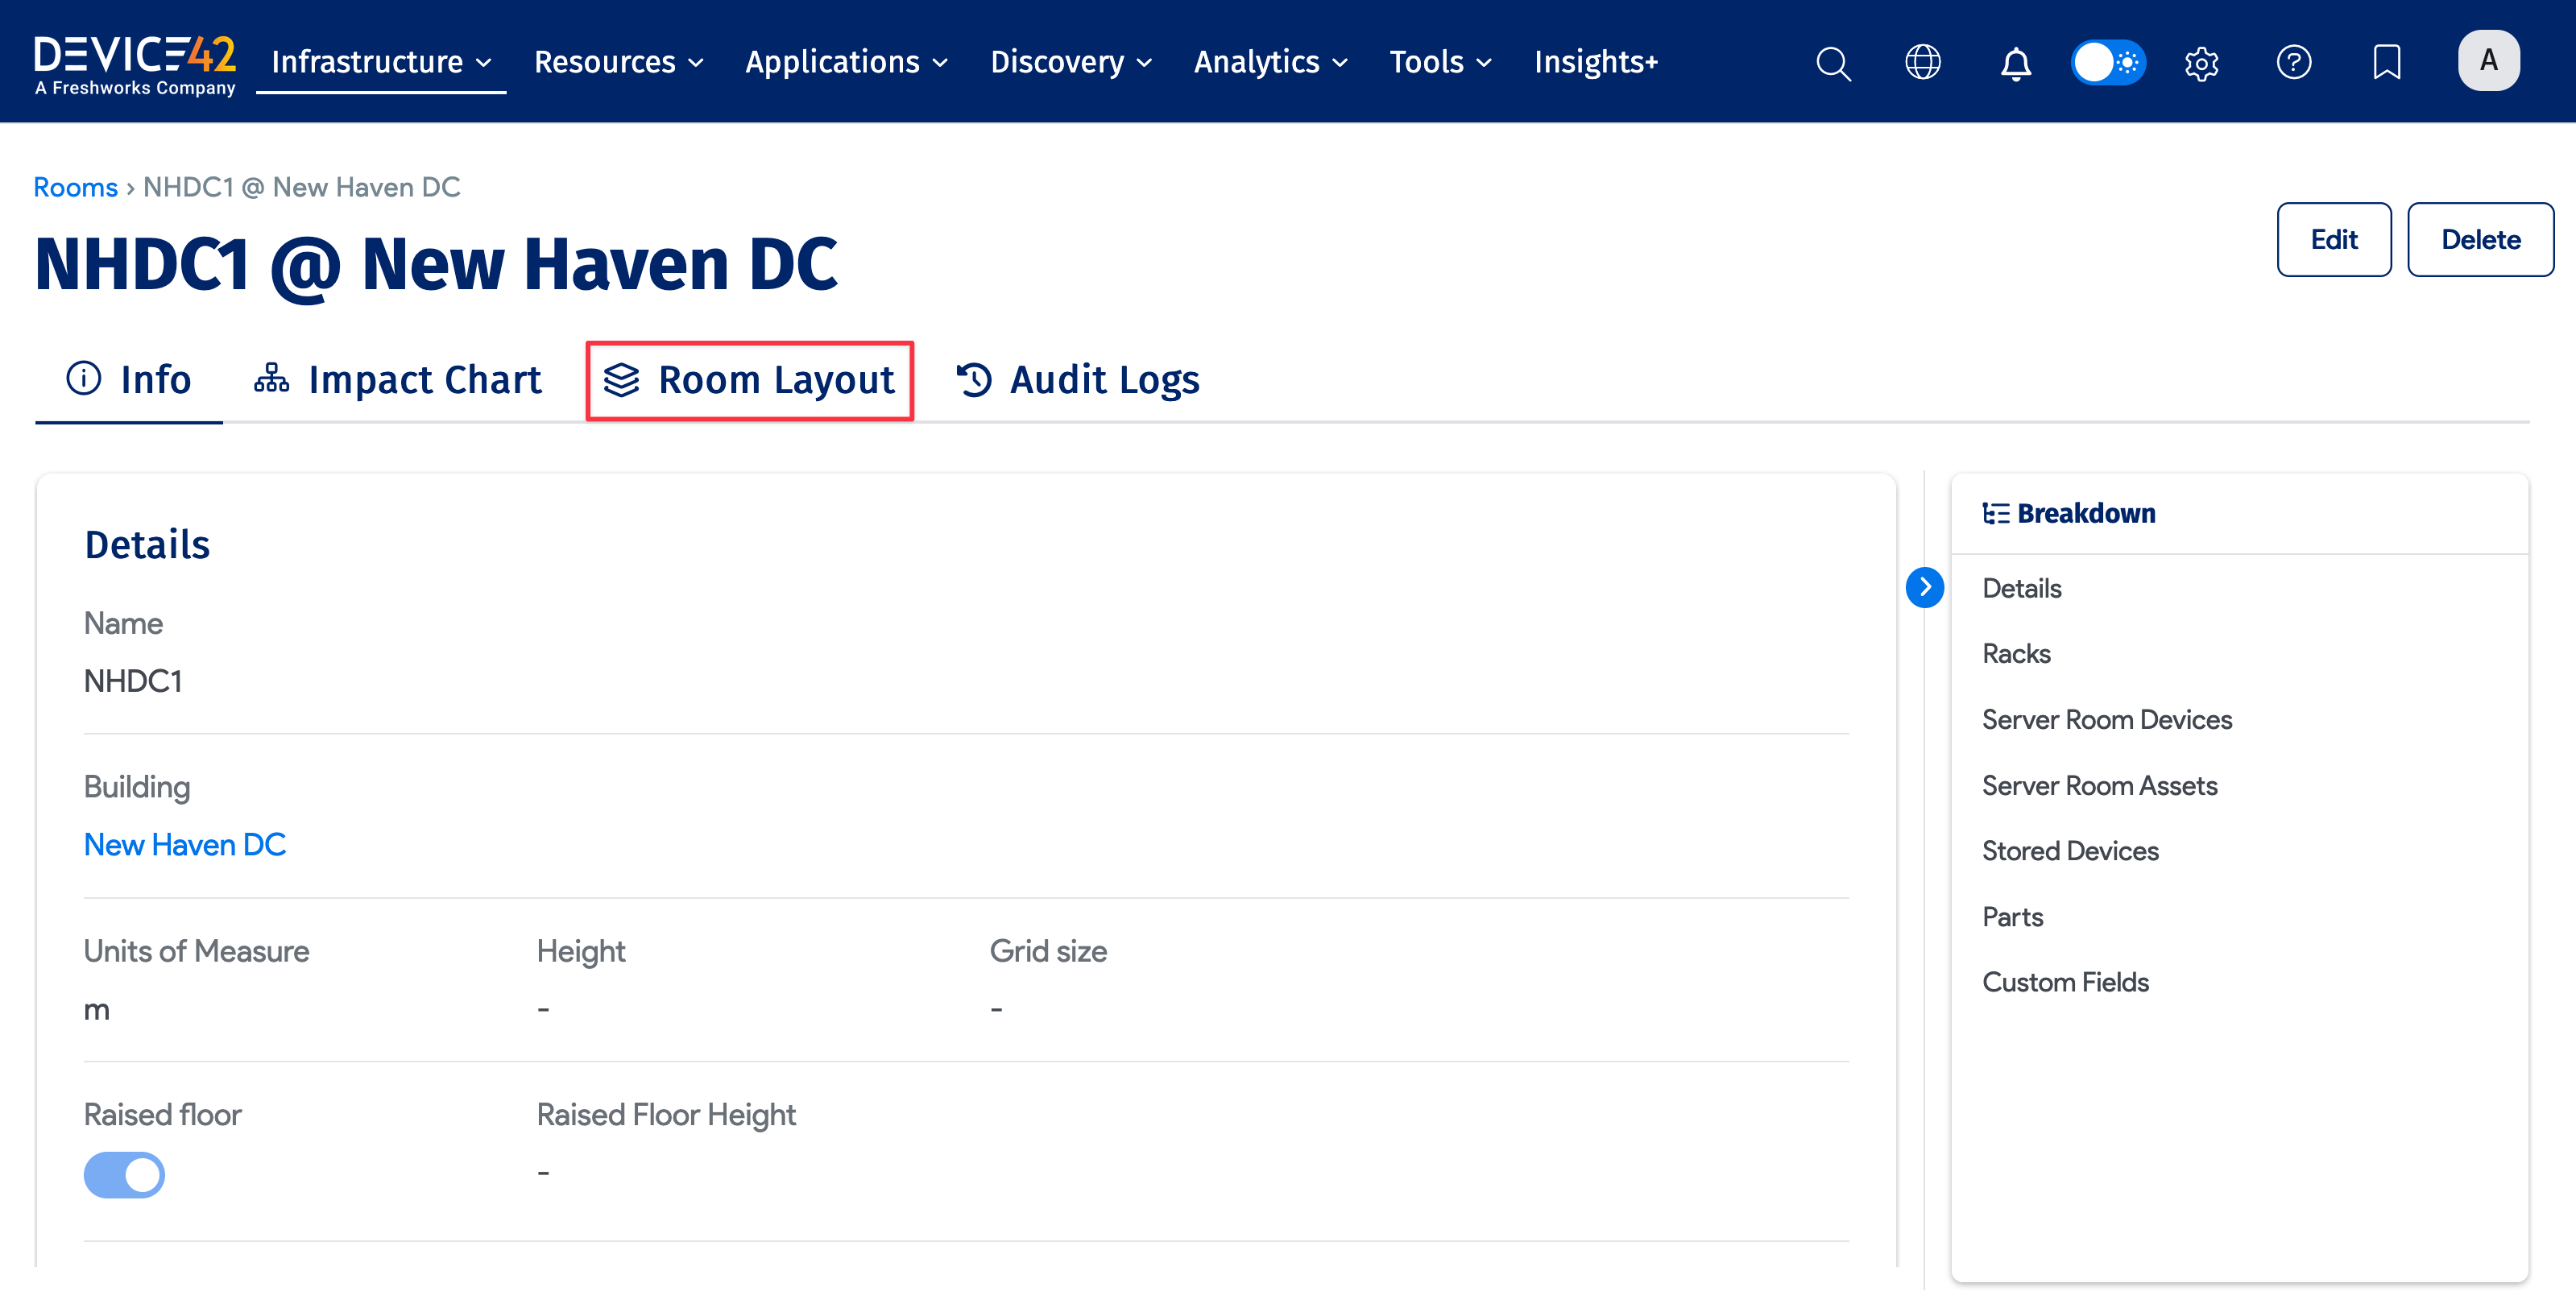 DEVICE42
A Freshworks Company
Infrastructure Resources Applications Discovery Analytics Tools Insights+
A
Rooms › NHDC1 @ New Haven DC
NHDC1 @ New Haven DC
Edit Delete
Info Impact Chart Room Layout Audit Logs
Details
Name
NHDC1
Building
New Haven DC
Units of Measure Height Grid size
m - -
Raised floor Raised Floor Height
-
Breakdown
Details
Racks
Server Room Devices
Server Room Assets
Stored Devices
Parts
Custom Fields